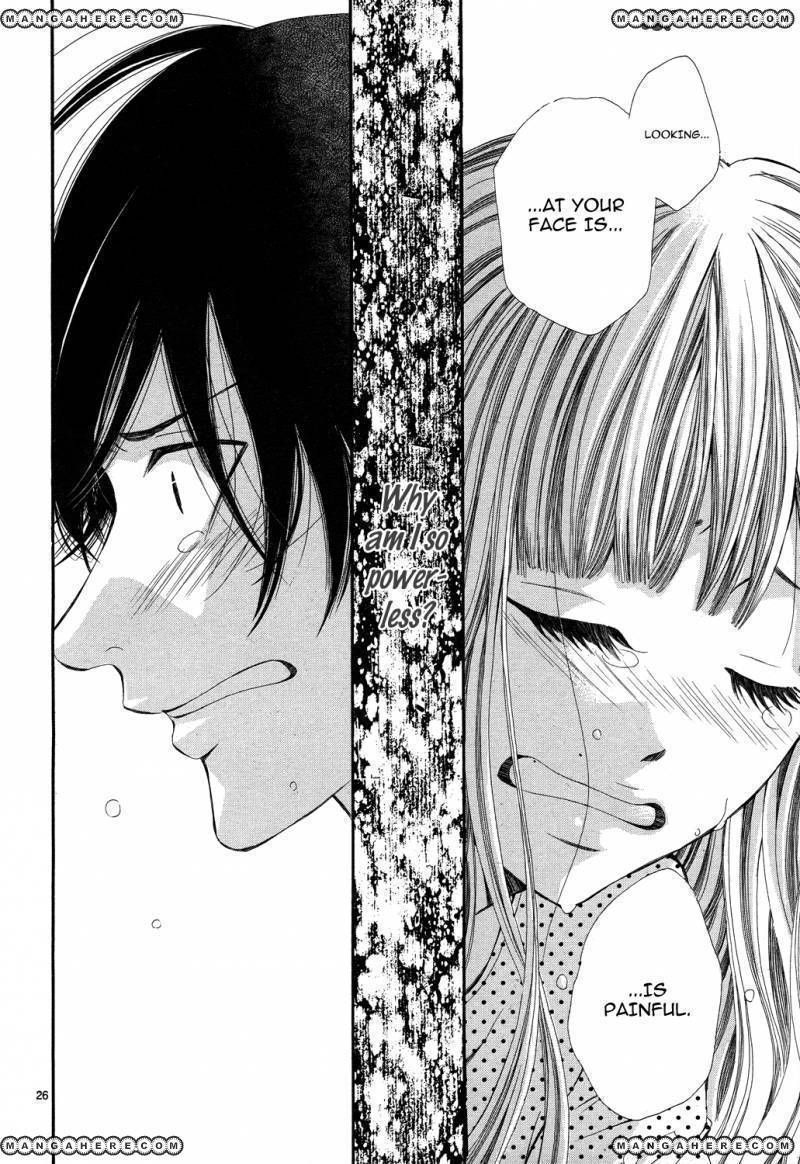 MANGAHERE.COM
MANGAHERE.COM
LOOKING...
...AT YOUR
FACE IS...
Why
am I so
power-
less?
...IS
PAINFUL.
26
MANGAHERE.COM
MANGAHERE.COM